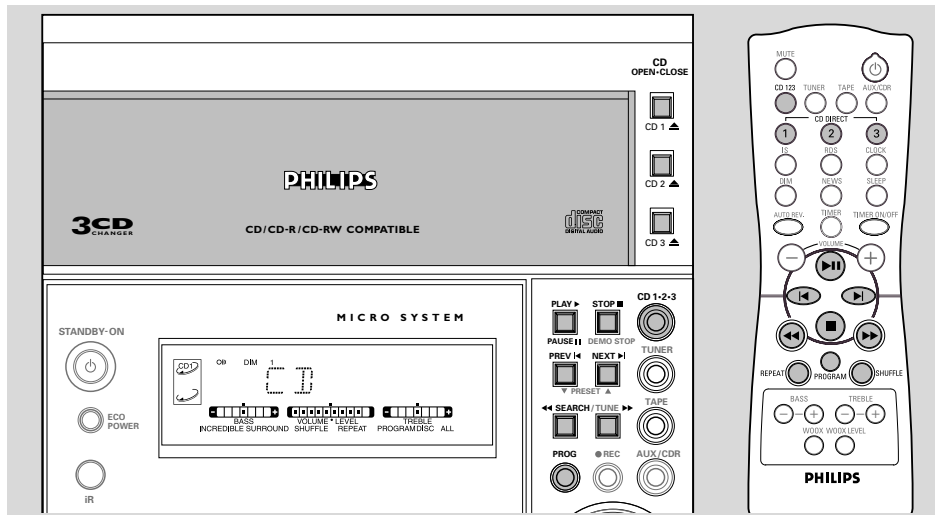 CD
OPEN•CLOSE
CD 1 ⏏
CD 2 ⏏
CD 3 ⏏
PHILIPS
3CD
CHANGER
CD/CD-R/CD-RW COMPATIBLE
COMPACT
disc
DIGITAL AUDIO
MICRO SYSTEM
STANDBY-ON
ECO
POWER
iR
CD1
DIM 1
CD
BASS VOLUME LEVEL TREBLE
INCREDIBLE SURROUND SHUFFLE REPEAT PROGRAM DISC ALL
PLAY ▶ STOP ■ CD 1•2•3
PAUSE II DEMO STOP
TUNER
PREV |◀ NEXT ▶|
▼ PRESET ▲
TAPE
◀◀ SEARCH/TUNE ▶▶
PROG ● REC AUX/CDR
MUTE
CD 123 TUNER TAPE AUX/CDR
CD DIRECT
1 2 3
IS RDS CLOCK
DIM NEWS SLEEP
AUTO REV. TIMER TIMER ON/OFF
VOLUME
− +
REPEAT PROGRAM SHUFFLE
BASS TREBLE
− + − +
WOOX WOOX LEVEL
PHILIPS